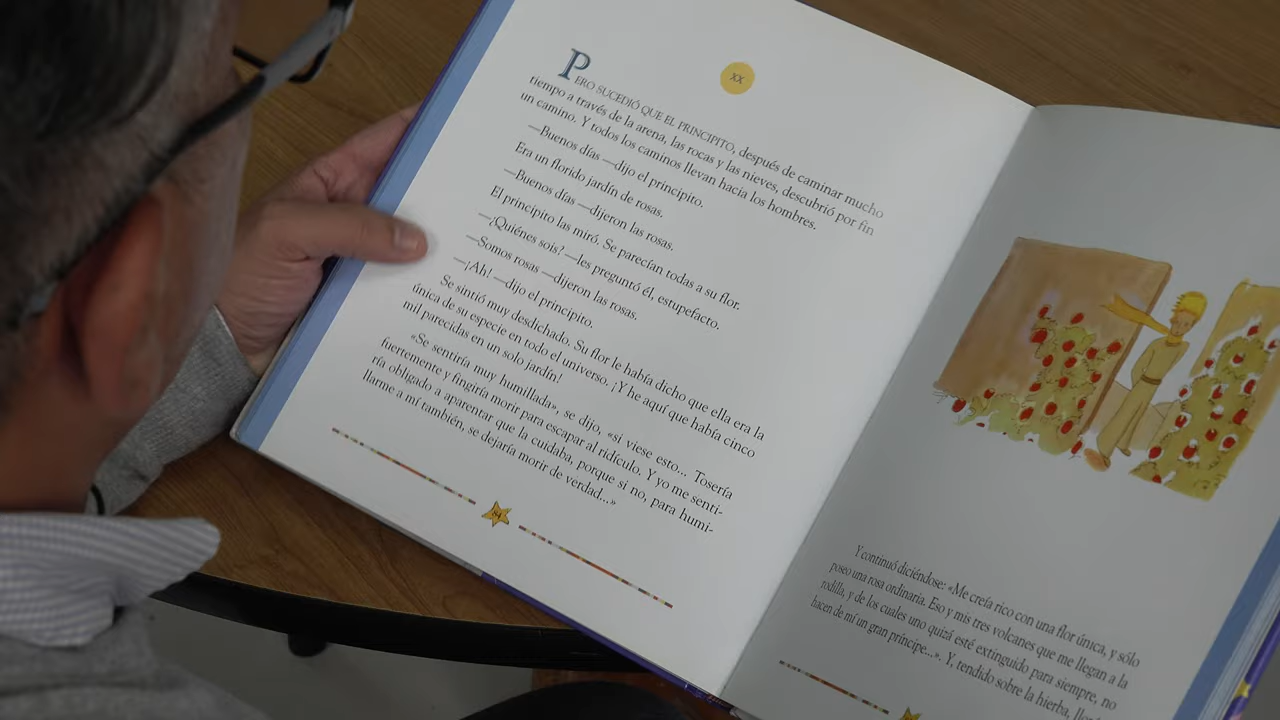 XX
PERO SUCEDIÓ QUE EL PRINCIPITO, después de caminar mucho
tiempo a través de la arena, las rocas y las nieves, descubrió por fin
un camino. Y todos los caminos llevan hacia los hombres.
—Buenos días —dijo el principito.
Era un florido jardín de rosas.
—Buenos días —dijeron las rosas.
El principito las miró. Se parecían todas a su flor.
—¿Quiénes sois? —les preguntó él, estupefacto.
—Somos rosas —dijeron las rosas.
—¡Ah! —dijo el principito.
Se sintió muy desdichado. Su flor le había dicho que ella era la
única de su especie en todo el universo. ¡Y he aquí que había cinco
mil parecidas en un solo jardín!
«Se sentiría muy humillada», se dijo, «si viese esto... Tosería
fuertemente y fingiría morir para escapar al ridículo. Y yo me senti-
ría obligado a aparentar que la cuidaba, porque si no, para humi-
llarme a mí también, se dejaría morir de verdad...»
84
Y continuó diciéndose: «Me creía rico con una flor única, y sólo
poseo una rosa ordinaria. Eso y mis tres volcanes que me llegan a la
rodilla, y de los cuales uno quizá esté extinguido para siempre, no
hacen de mí un gran príncipe...». Y, tendido sobre la hierba,